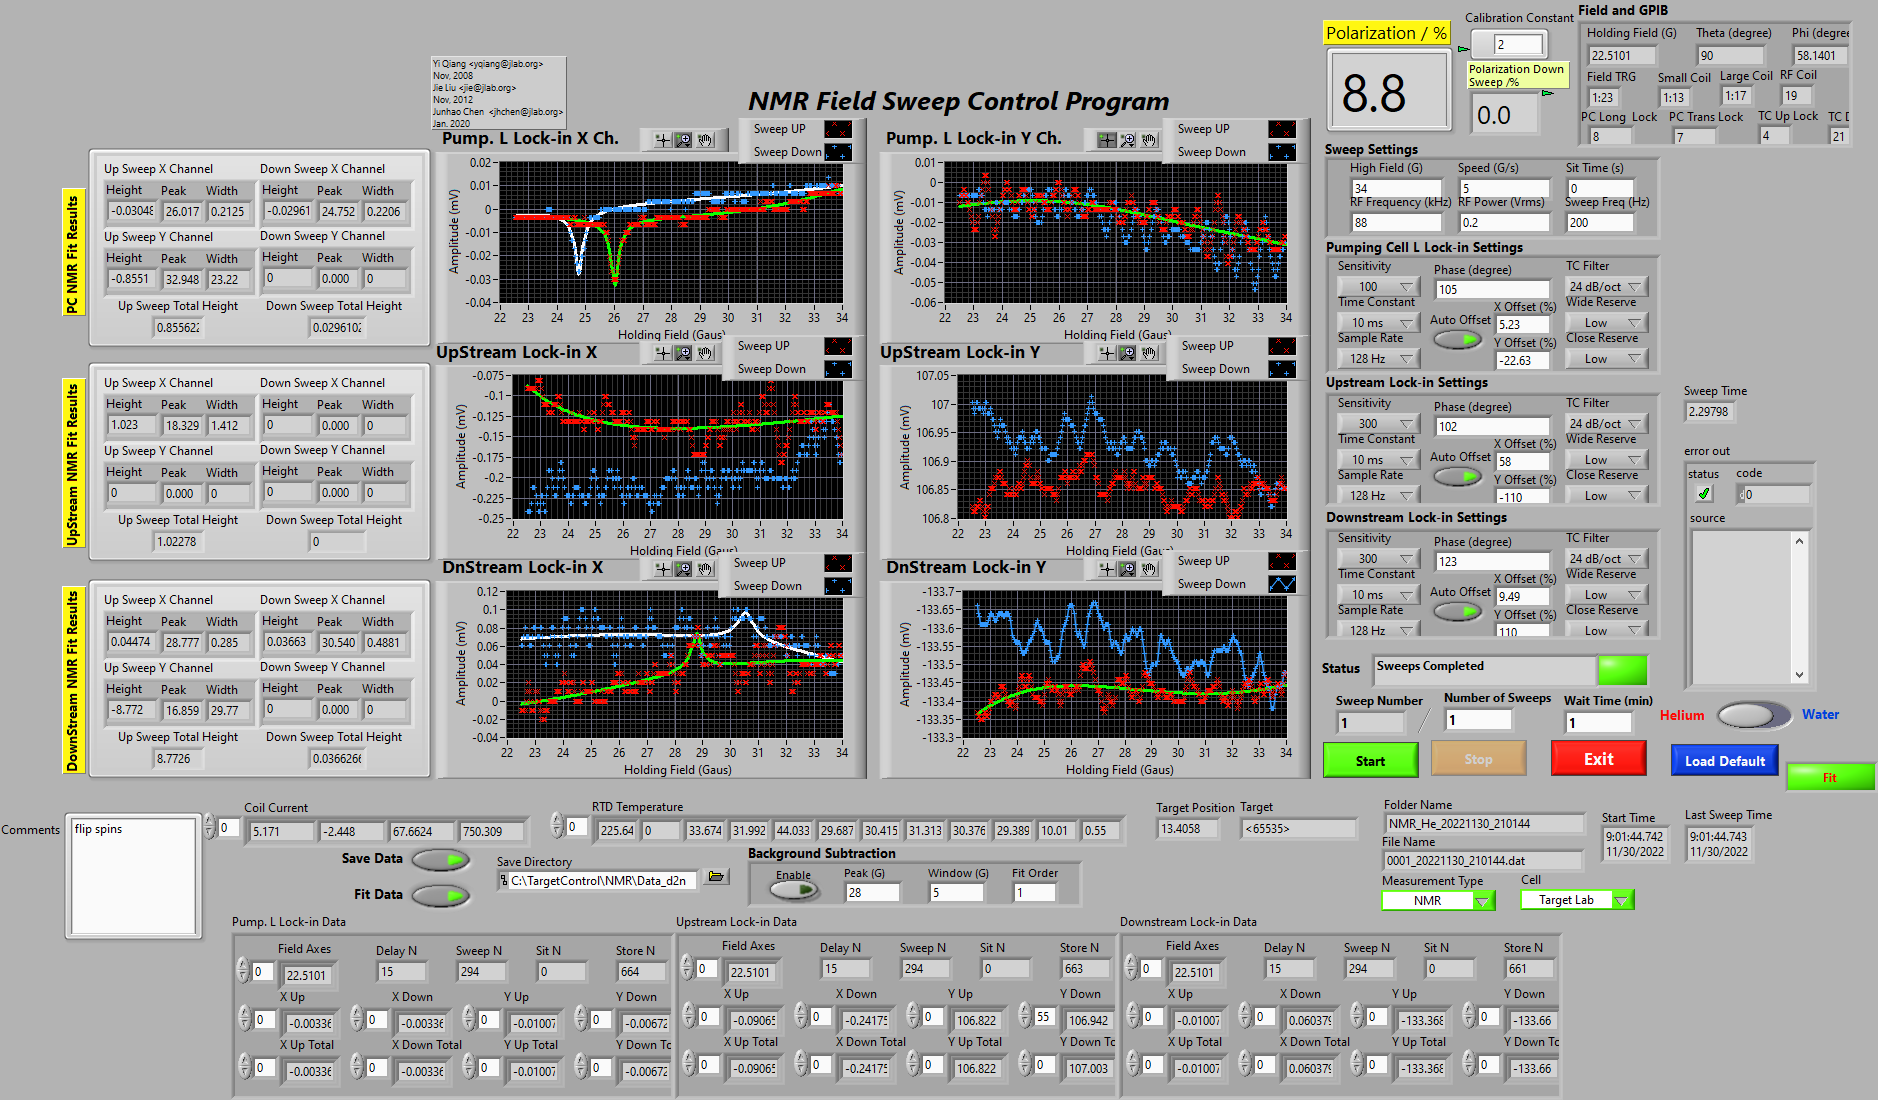 Yi Qiang <yqiang@jlab.org>
Nov, 2008
Jie Liu <jie@jlab.org>
Nov, 2012
Junhao Chen <jhchen@jlab.org>
Jan. 2020
NMR Field Sweep Control Program
Polarization / %
8.8
Calibration Constant
2
Polarization Down
Sweep /%
0.0
Field and GPIB
Holding Field (G) Theta (degree) Phi (degree
22.5101 90 58.1401
Field TRG Small Coil Large Coil RF Coil
1:23 1:13 1:17 19
PC Long Lock PC Trans Lock TC Up Lock TC D
8 7 4 21
PC NMR Fit Results
Up Sweep X Channel Down Sweep X Channel
Height Peak Width Height Peak Width
-0.03048 26.017 0.2125 -0.02961 24.752 0.2206
Up Sweep Y Channel Down Sweep Y Channel
Height Peak Width Height Peak Width
-0.8551 32.948 23.22 0 0.000 0
Up Sweep Total Height Down Sweep Total Height
0.855622 0.0296102
UpStream NMR Fit Results
Up Sweep X Channel Down Sweep X Channel
Height Peak Width Height Peak Width
1.023 18.329 1.412 0 0.000 0
Up Sweep Y Channel Down Sweep Y Channel
Height Peak Width Height Peak Width
0 0.000 0 0 0.000 0
Up Sweep Total Height Down Sweep Total Height
1.02278 0
DownStream NMR Fit Results
Up Sweep X Channel Down Sweep X Channel
Height Peak Width Height Peak Width
0.04474 28.777 0.285 0.03663 30.540 0.4881
Up Sweep Y Channel Down Sweep Y Channel
Height Peak Width Height Peak Width
-8.772 16.859 29.77 0 0.000 0
Up Sweep Total Height Down Sweep Total Height
8.7726 0.0366266
Pump. L Lock-in X Ch.
Sweep UP
Sweep Down
Amplitude (mV)
0.02
0.01
0
-0.01
-0.02
-0.03
-0.04
22 23 24 25 26 27 28 29 30 31 32 33 34
Holding Field (Gaus)
Pump. L Lock-in Y Ch.
Sweep UP
Sweep Down
Amplitude (mV)
0.01
0
-0.01
-0.02
-0.03
-0.04
-0.05
-0.06
22 23 24 25 26 27 28 29 30 31 32 33 34
Holding Field (Gaus)
UpStream Lock-in X
Sweep UP
Sweep Down
Amplitude (mV)
-0.075
-0.1
-0.125
-0.15
-0.175
-0.2
-0.225
-0.25
22 23 24 25 26 27 28 29 30 31 32 33 34
Holding Field (Gaus)
UpStream Lock-in Y
Sweep UP
Sweep Down
Amplitude (mV)
107.05
107
106.95
106.9
106.85
106.8
22 23 24 25 26 27 28 29 30 31 32 33 34
Holding Field (Gaus)
DnStream Lock-in X
Sweep UP
Sweep Down
Amplitude (mV)
0.12
0.1
0.08
0.06
0.04
0.02
0
-0.02
-0.04
22 23 24 25 26 27 28 29 30 31 32 33 34
Holding Field (Gaus)
DnStream Lock-in Y
Sweep UP
Sweep Down
Amplitude (mV)
-133.7
-133.65
-133.6
-133.55
-133.5
-133.45
-133.4
-133.35
-133.3
22 23 24 25 26 27 28 29 30 31 32 33 34
Holding Field (Gaus)
Sweep Settings
High Field (G) Speed (G/s) Sit Time (s)
34 5 0
RF Frequency (kHz) RF Power (Vrms) Sweep Freq (Hz)
88 0.2 200
Pumping Cell L Lock-in Settings
Sensitivity Phase (degree) TC Filter
100 105 24 dB/oct
Time Constant X Offset (%) Wide Reserve
10 ms Auto Offset 5.23 Low
Sample Rate Y Offset (%) Close Reserve
128 Hz -22.63 Low
Upstream Lock-in Settings
Sensitivity Phase (degree) TC Filter
300 102 24 dB/oct
Time Constant X Offset (%) Wide Reserve
10 ms Auto Offset 58 Low
Sample Rate Y Offset (%) Close Reserve
128 Hz -110 Low
Downstream Lock-in Settings
Sensitivity Phase (degree) TC Filter
300 123 24 dB/oct
Time Constant X Offset (%) Wide Reserve
10 ms Auto Offset 9.49 Low
Sample Rate Y Offset (%) Close Reserve
128 Hz 110 Low
Sweep Time
2.29798
error out
status code
0
source
Status Sweeps Completed
Sweep Number Number of Sweeps Wait Time (min)
1 / 1 1
Helium Water
Start Stop Exit Load Default Fit
Comments
flip spins
Coil Current
0 5.171 -2.448 67.6624 750.309
RTD Temperature
0 225.64 0 33.674 31.992 44.033 29.687 30.415 31.313 30.376 29.389 10.01 0.55
Target Position Target
13.4058 <65535>
Folder Name
NMR_He_20221130_210144
File Name
0001_20221130_210144.dat
Start Time Last Sweep Time
9:01:44.742 9:01:44.743
11/30/2022 11/30/2022
Measurement Type Cell
NMR Target Lab
Save Data
Fit Data
Save Directory
C:\TargetControl\NMR\Data_d2n
Background Subtraction
Enable Peak (G) Window (G) Fit Order
28 5 1
Pump. L Lock-in Data
Field Axes Delay N Sweep N Sit N Store N
0 22.5101 15 294 0 664
X Up X Down Y Up Y Down
0 -0.00336 0 -0.00336 0 -0.01007 0 -0.00672
X Up Total X Down Total Y Up Total Y Down To
0 -0.00336 0 -0.00336 0 -0.01007 0 -0.00672
Upstream Lock-in Data
Field Axes Delay N Sweep N Sit N Store N
0 22.5101 15 294 0 663
X Up X Down Y Up Y Down
0 -0.09065 0 -0.24175 0 106.822 55 106.942
X Up Total X Down Total Y Up Total Y Down Tc
0 -0.09065 0 -0.24175 0 106.822 0 107.003
Downstream Lock-in Data
Field Axes Delay N Sweep N Sit N Store N
0 22.5101 15 294 0 661
X Up X Down Y Up Y Down
0 -0.01007 0 0.060379 0 -133.368 0 -133.66
X Up Total X Down Total Y Up Total Y Down Tc
0 -0.01007 0 0.060379 0 -133.368 0 -133.66